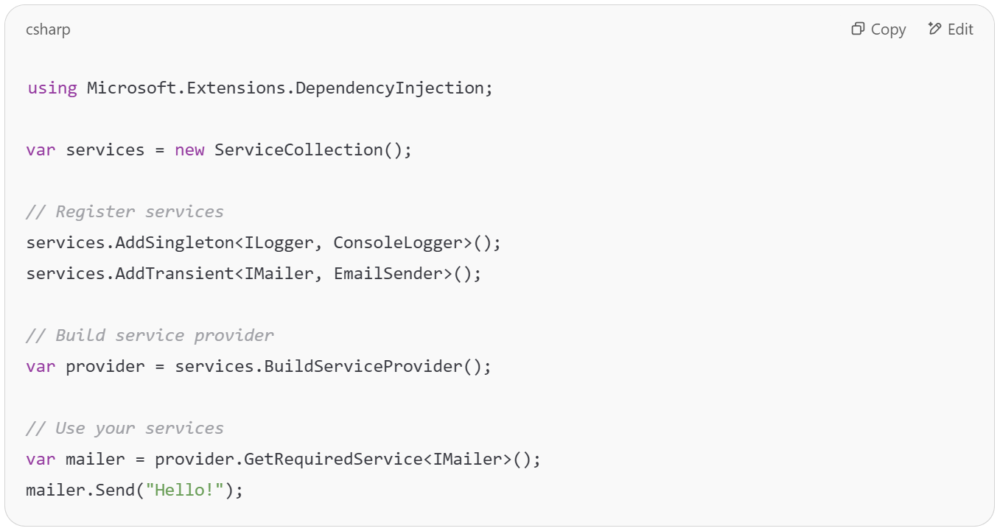 csharp
Copy
Edit
using Microsoft.Extensions.DependencyInjection;
var services = new ServiceCollection();
// Register services
services.AddSingleton<ILogger, ConsoleLogger>();
services.AddTransient<IMailer, EmailSender>();
// Build service provider
var provider = services.BuildServiceProvider();
// Use your services
var mailer = provider.GetRequiredService<IMailer>();
mailer.Send("Hello!");